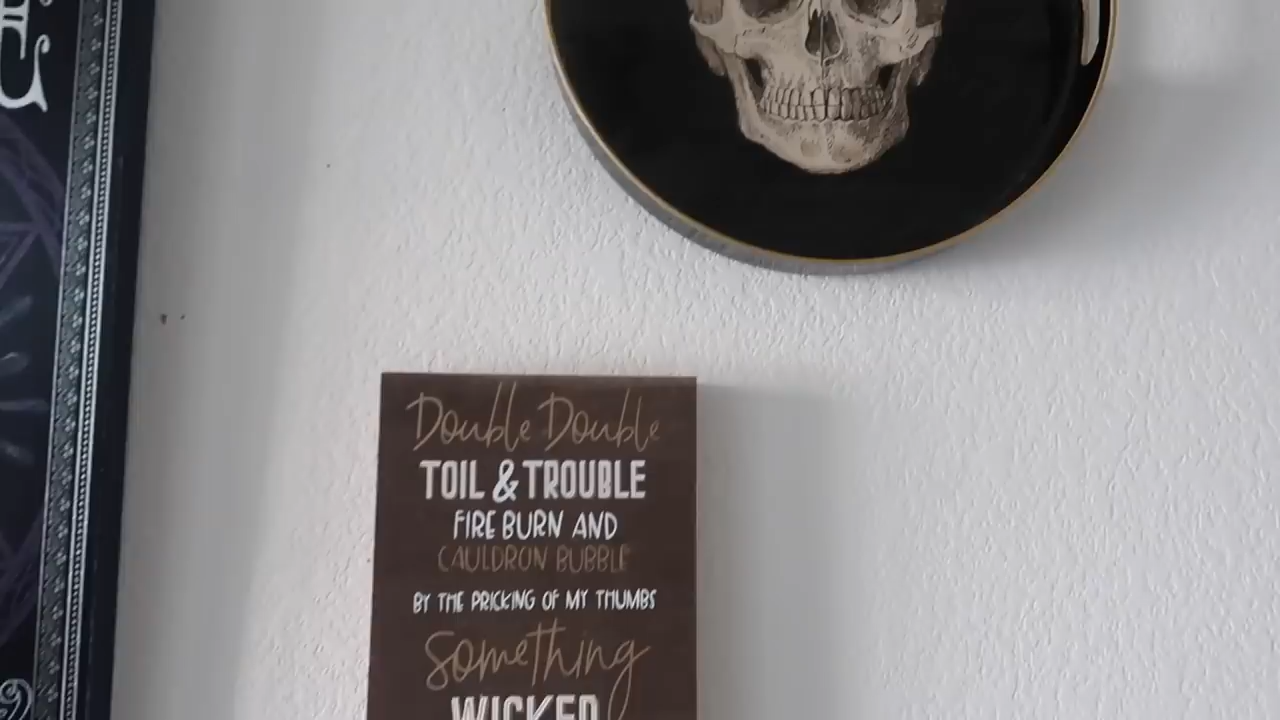 Double Double
TOIL & TROUBLE
FIRE BURN AND
CAULDRON BUBBLE
BY THE PRICKING OF MY THUMBS
Something
WICKED